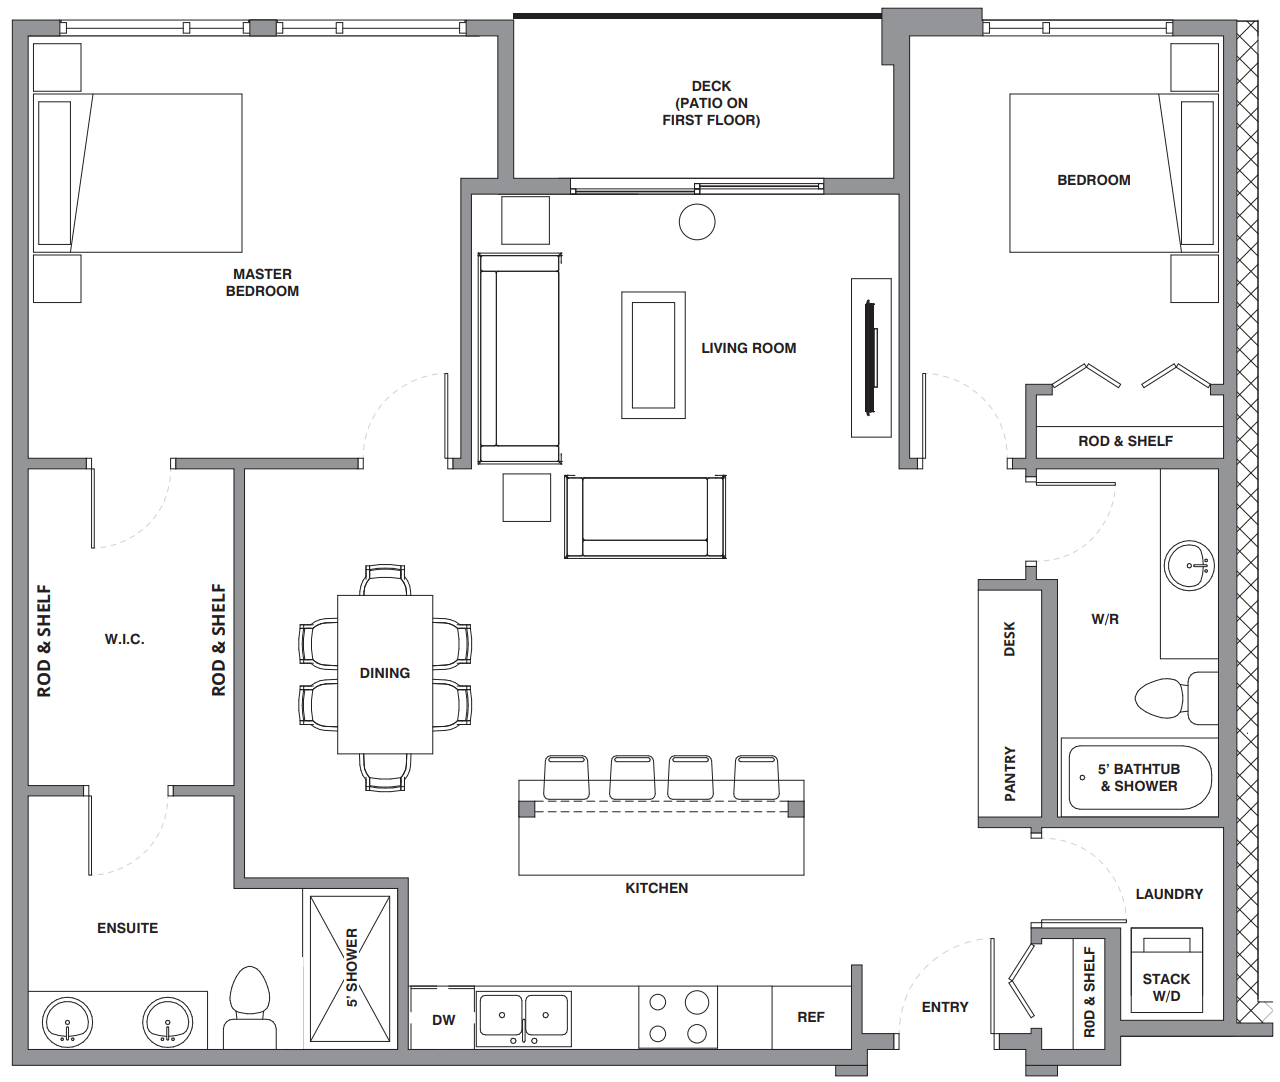 DECK
(PATIO ON
FIRST FLOOR)
BEDROOM
MASTER
BEDROOM
LIVING ROOM
ROD & SHELF
ROD & SHELF
W.I.C.
ROD & SHELF
DINING
DESK
PANTRY
W/R
5’ BATHTUB
& SHOWER
KITCHEN
LAUNDRY
ENSUITE
5’ SHOWER
DW
REF
ENTRY
R0D & SHELF
STACK
W/D